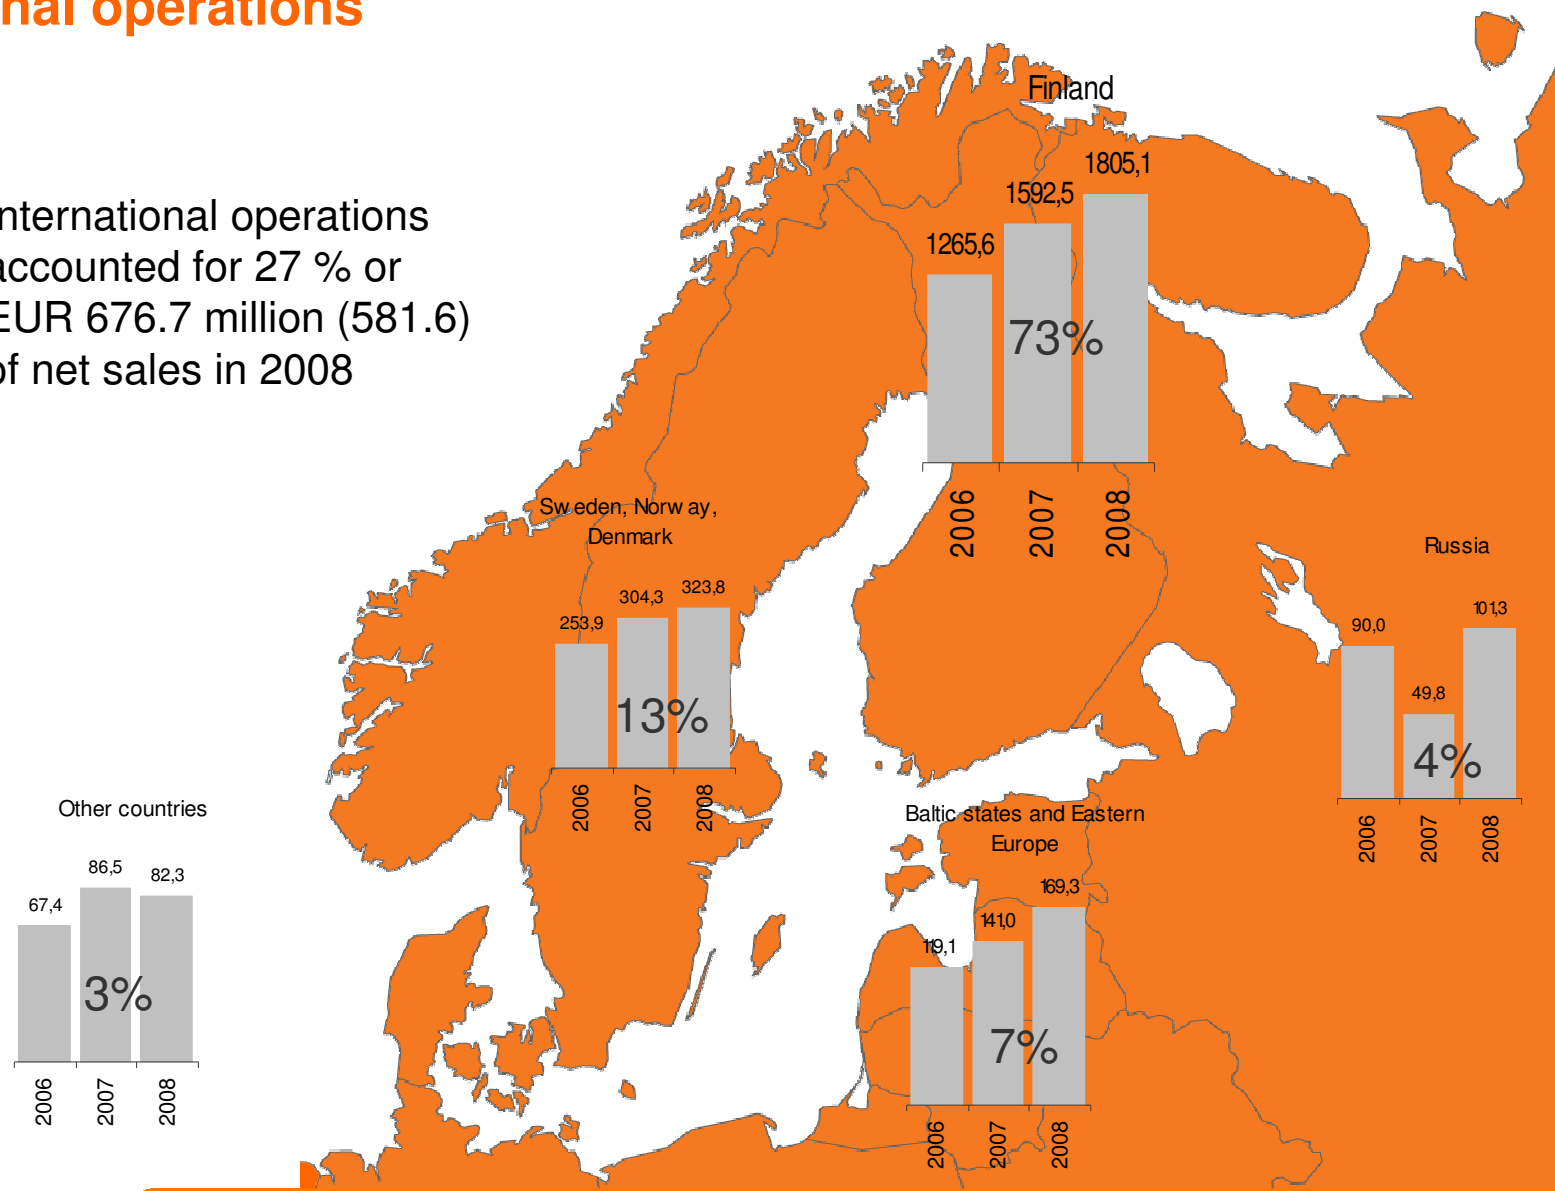 nal operations
nternational operations
accounted for 27 % or
EUR 676.7 million (581.6)
of net sales in 2008
Finland
1265,6
1592,5
1805,1
73%
2006
2007
2008
Sweden, Norway,
Denmark
253,9
304,3
323,8
13%
2006
2007
2008
Russia
90,0
49,8
101,3
4%
2006
2007
2008
Other countries
67,4
86,5
82,3
3%
2006
2007
2008
Baltic states and Eastern
Europe
119,1
141,0
169,3
7%
2006
2007
2008